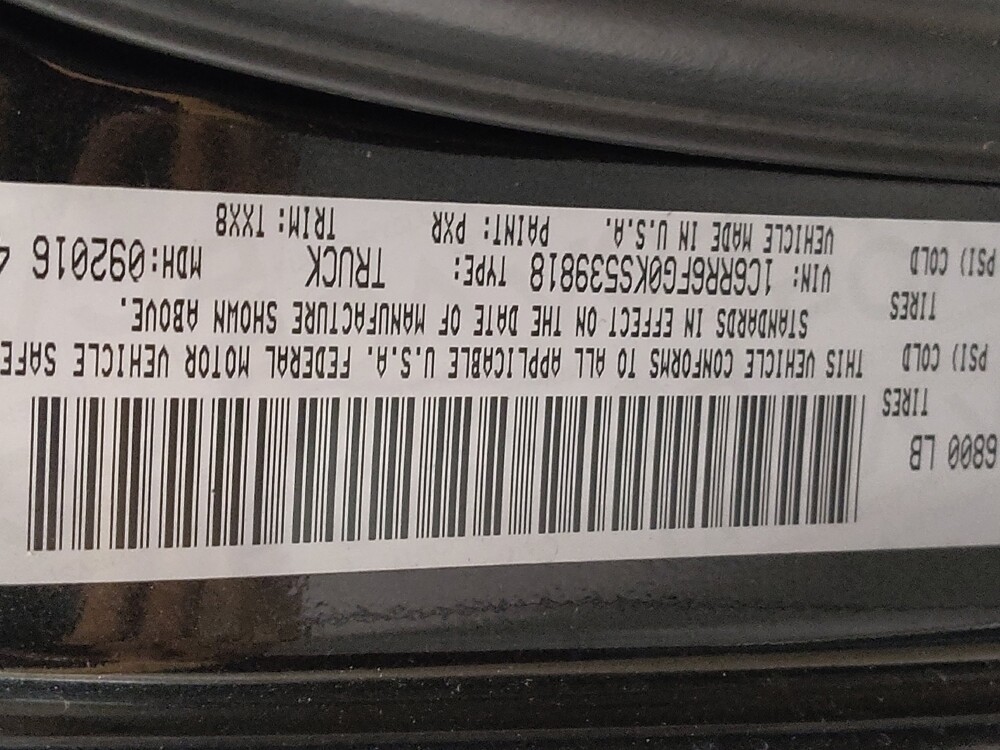 6800 LB
TIRES
PSI) COLD
TIRES
PSI) COLD
THIS VEHICLE CONFORMS TO ALL APPLICABLE U.S.A. FEDERAL MOTOR VEHICLE SAFE
STANDARDS IN EFFECT ON THE DATE OF MANUFACTURE SHOWN ABOVE.
VIN: 1C6RR6FG0KS539818 TYPE: TRUCK MDH:092016
VEHICLE MADE IN U.S.A. PAINT: PXR TRIM: TXX8